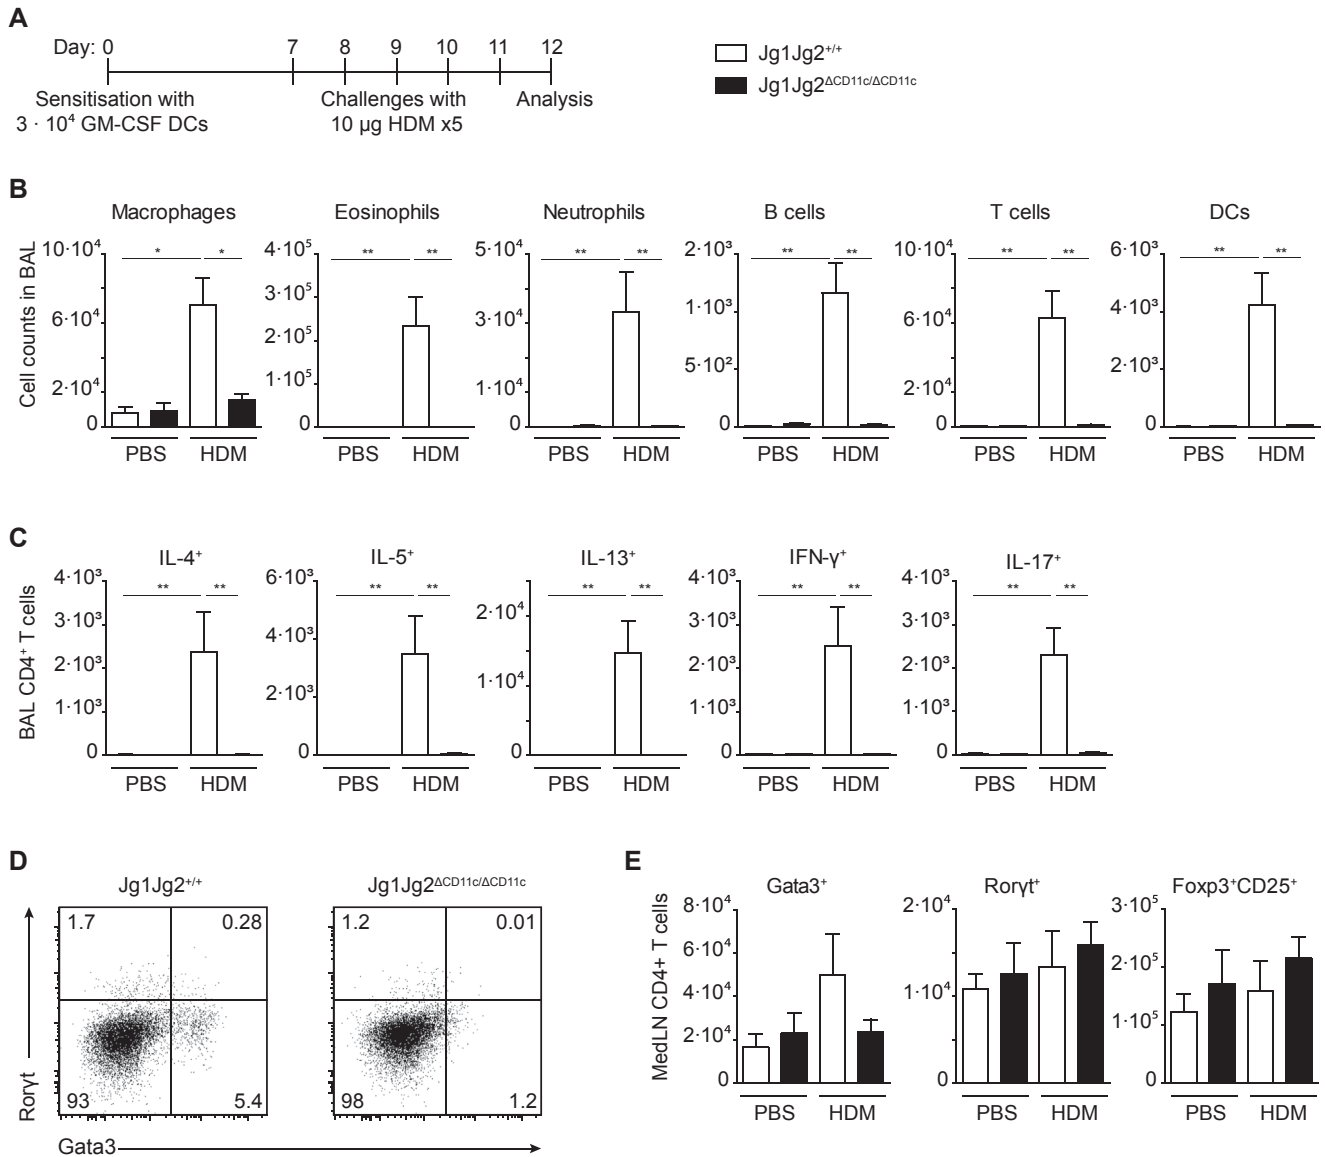 A
Day: 0 7 8 9 10 11 12
Sensitisation with
3 · 10⁴ GM-CSF DCs
Challenges with
10 µg HDM x5
Analysis
Jg1Jg2⁺/⁺
Jg1Jg2ΔCD11c/ΔCD11c
B
Macrophages Eosinophils Neutrophils B cells T cells DCs
Cell counts in BAL
10·10⁴
6·10⁴
2·10⁴
0
* *
PBS HDM
4·10⁵
3·10⁵
2·10⁵
1·10⁵
0
** **
PBS HDM
5·10⁴
3·10⁴
1·10⁴
0
** **
PBS HDM
2·10³
1·10³
5·10²
0
** **
PBS HDM
10·10⁴
6·10⁴
2·10⁴
0
** **
PBS HDM
6·10³
4·10³
2·10³
0
** **
PBS HDM
C
IL-4⁺ IL-5⁺ IL-13⁺ IFN-γ⁺ IL-17⁺
BAL CD4⁺ T cells
4·10³
3·10³
2·10³
1·10³
0
** **
PBS HDM
6·10³
4·10³
2·10³
0
** **
PBS HDM
2·10⁴
1·10⁴
0
** **
PBS HDM
4·10³
3·10³
2·10³
1·10³
0
** **
PBS HDM
4·10³
3·10³
2·10³
1·10³
0
** **
PBS HDM
D
Jg1Jg2⁺/⁺
1.7 0.28
93 5.4
Jg1Jg2ΔCD11c/ΔCD11c
1.2 0.01
98 1.2
Rorγt
Gata3
E
Gata3⁺ Rorγt⁺ Foxp3⁺CD25⁺
MedLN CD4+ T cells
8·10⁴
6·10⁴
4·10⁴
2·10⁴
0
PBS HDM
2·10⁴
1·10⁴
0
PBS HDM
3·10⁵
2·10⁵
1·10⁵
0
PBS HDM